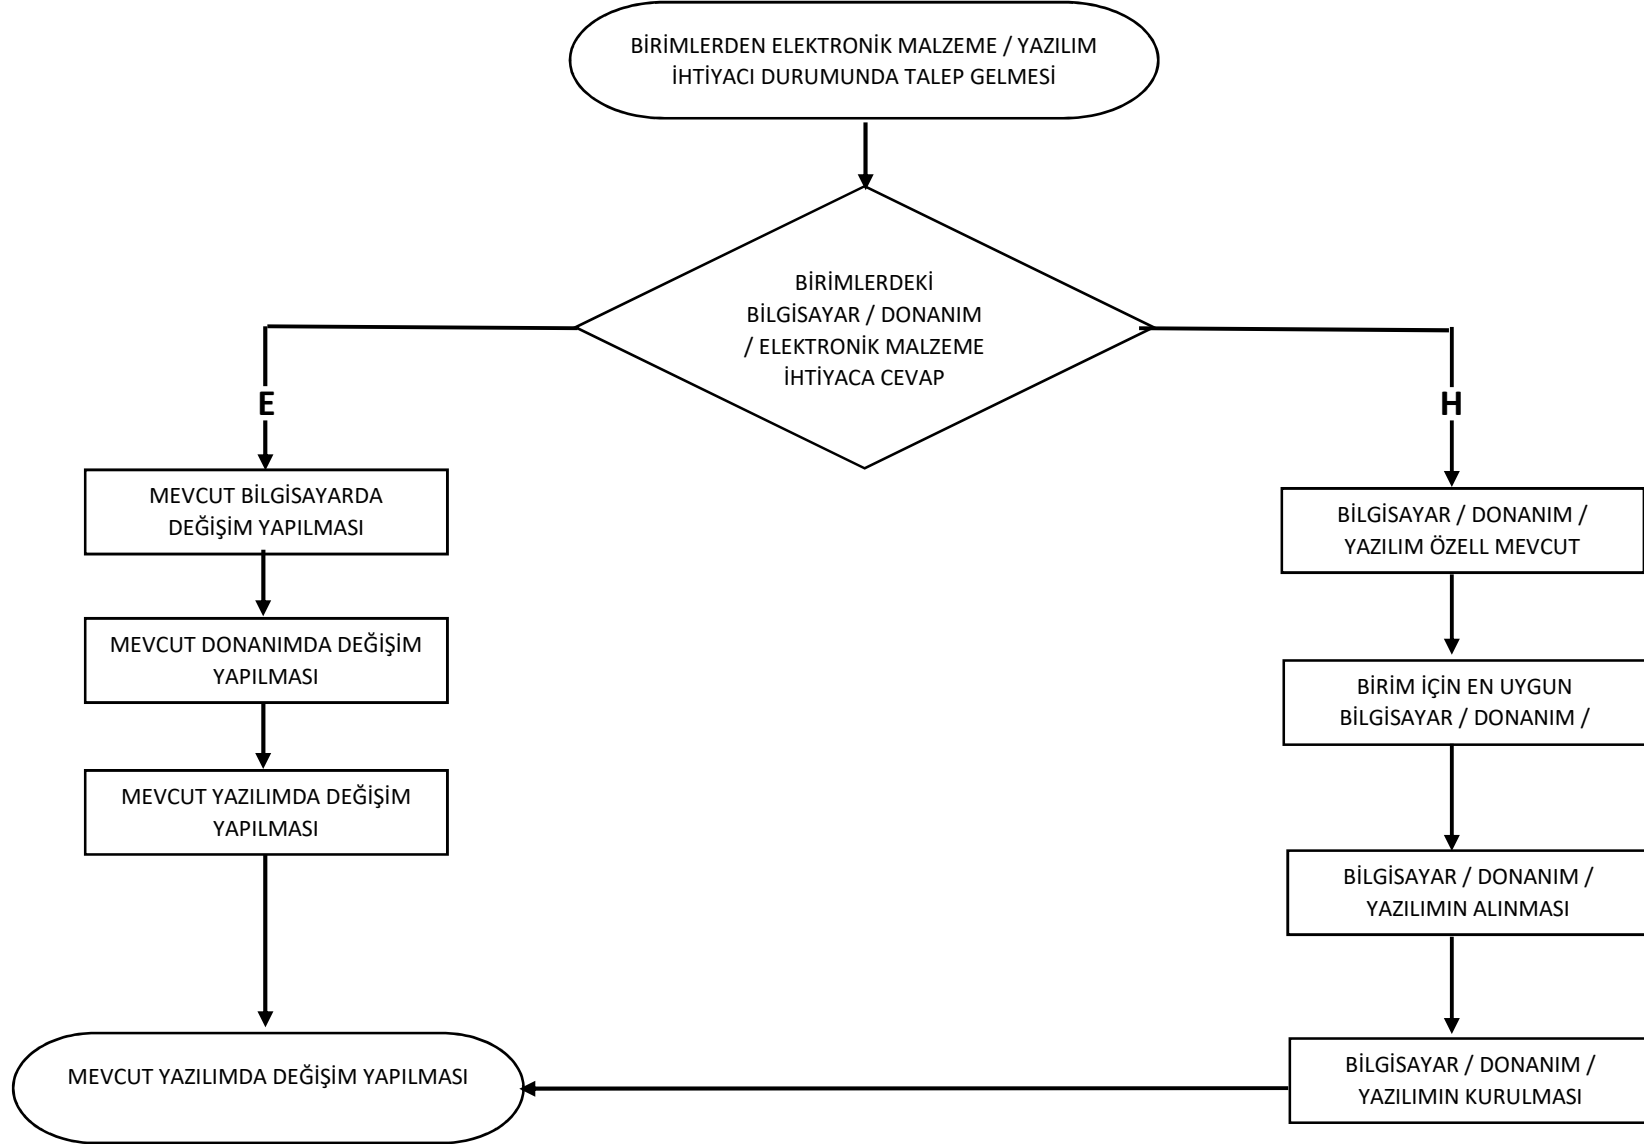 BİRİMLERDEN ELEKTRONİK MALZEME / YAZILIM
İHTİYACI DURUMUNDA TALEP GELMESİ
BİRİMLERDEKİ
BİLGİSAYAR / DONANIM
/ ELEKTRONİK MALZEME
İHTİYACA CEVAP
E
H
MEVCUT BİLGİSAYARDA
DEĞİŞİM YAPILMASI
MEVCUT DONANIMDA DEĞİŞİM
YAPILMASI
MEVCUT YAZILIMDA DEĞİŞİM
YAPILMASI
MEVCUT YAZILIMDA DEĞİŞİM YAPILMASI
BİLGİSAYAR / DONANIM /
YAZILIM ÖZELL MEVCUT
BİRİM İÇİN EN UYGUN
BİLGİSAYAR / DONANIM /
BİLGİSAYAR / DONANIM /
YAZILIMIN ALINMASI
BİLGİSAYAR / DONANIM /
YAZILIMIN KURULMASI